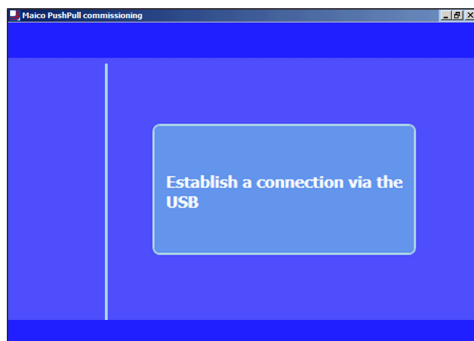 Maico PushPull commissioning
Establish a connection via the
USB